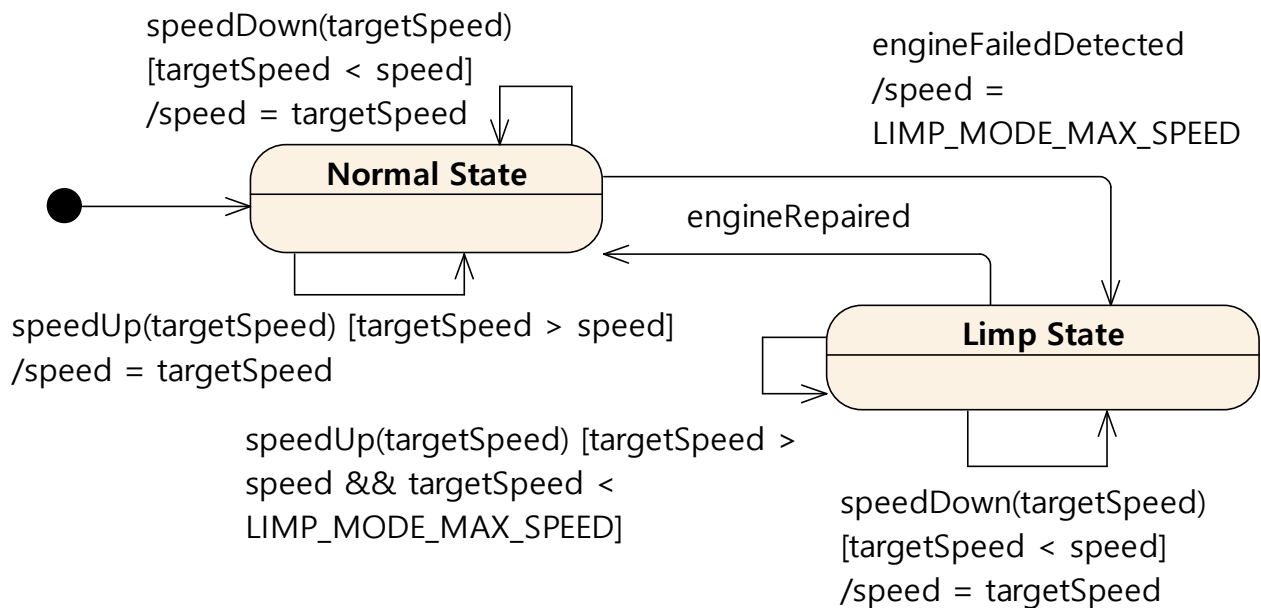 speedDown(targetSpeed)
[targetSpeed < speed]
/speed = targetSpeed
engineFailedDetected
/speed =
LIMP_MODE_MAX_SPEED
Normal State
engineRepaired
speedUp(targetSpeed) [targetSpeed > speed]
/speed = targetSpeed
Limp State
speedUp(targetSpeed) [targetSpeed >
speed && targetSpeed <
LIMP_MODE_MAX_SPEED]
speedDown(targetSpeed)
[targetSpeed < speed]
/speed = targetSpeed